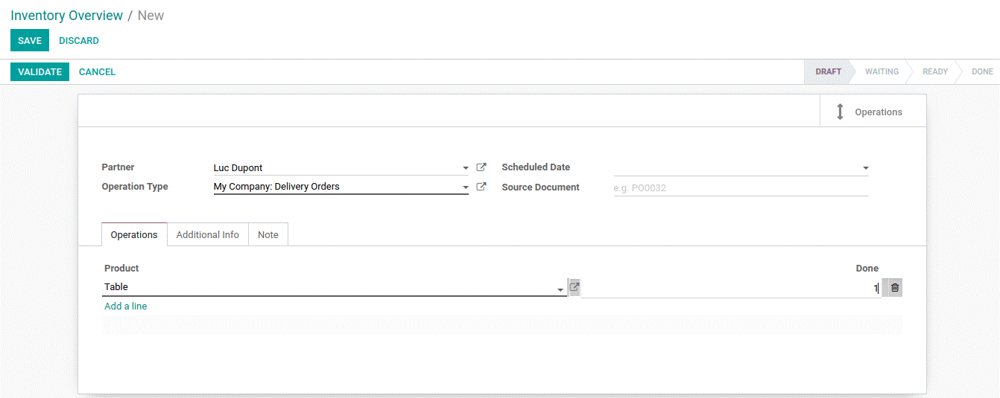 Inventory Overview / New
SAVE DISCARD
VALIDATE CANCEL DRAFT WAITING READY DONE
Operations
Partner Luc Dupont Scheduled Date
Operation Type My Company: Delivery Orders Source Document e.g. PO0032
Operations Additional Info Note
Product Done
Table 1
Add a line